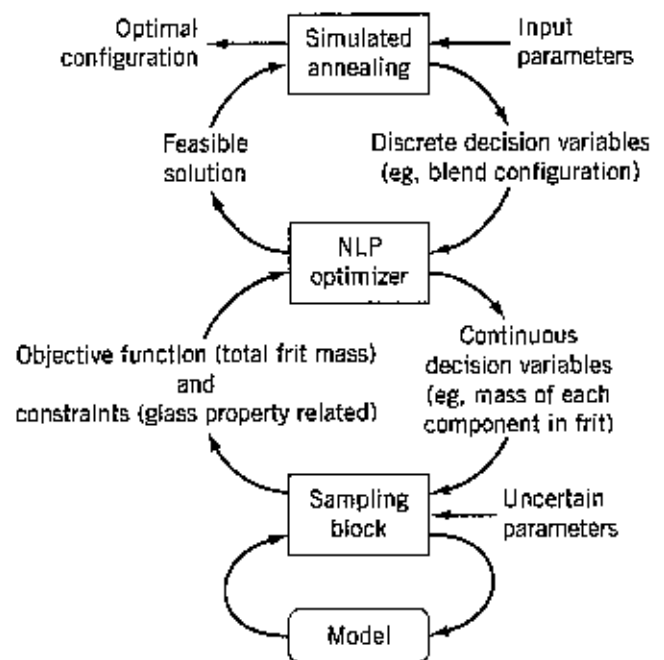 Optimal
configuration
Simulated
annealing
Input
parameters
Feasible
solution
Discrete decision variables
(eg, blend configuration)
NLP
optimizer
Objective function (total frit mass)
and
constraints (glass property related)
Continuous
decision variables
(eg, mass of each
component in frit)
Sampling
block
Uncertain
parameters
Model